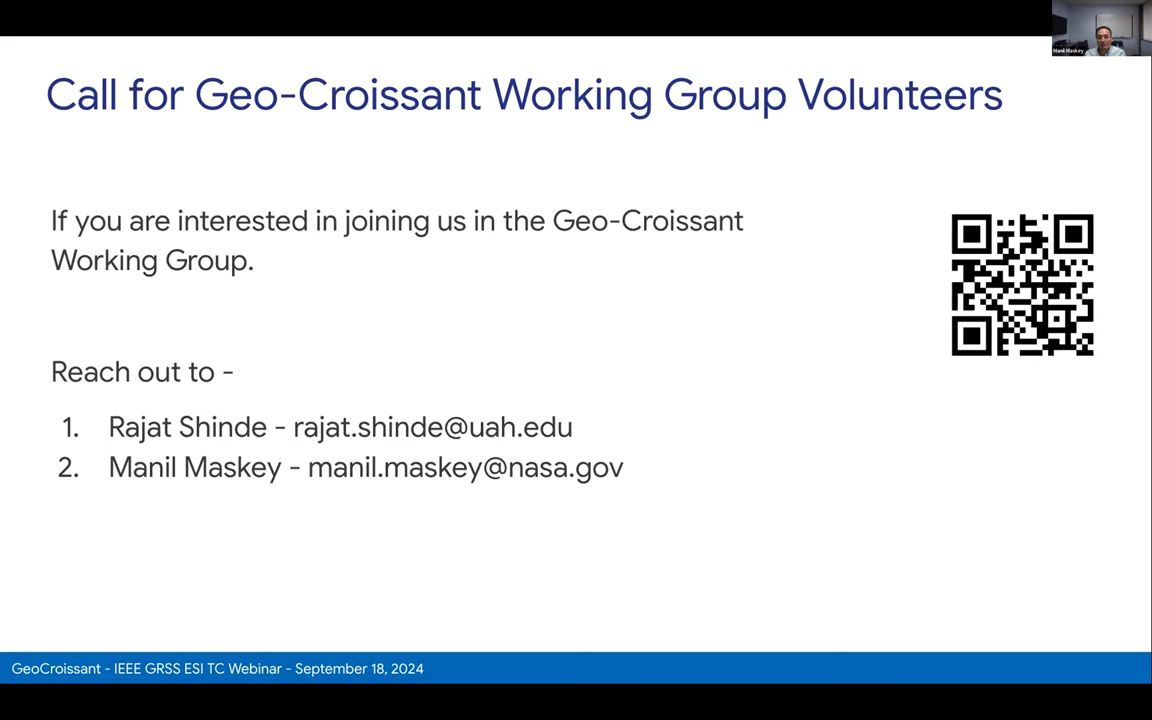 Manil Maskey
Call for Geo-Croissant Working Group Volunteers
If you are interested in joining us in the Geo-Croissant
Working Group.
Reach out to -
1. Rajat Shinde - rajat.shinde@uah.edu
2. Manil Maskey - manil.maskey@nasa.gov
GeoCroissant - IEEE GRSS ESI TC Webinar - September 18, 2024